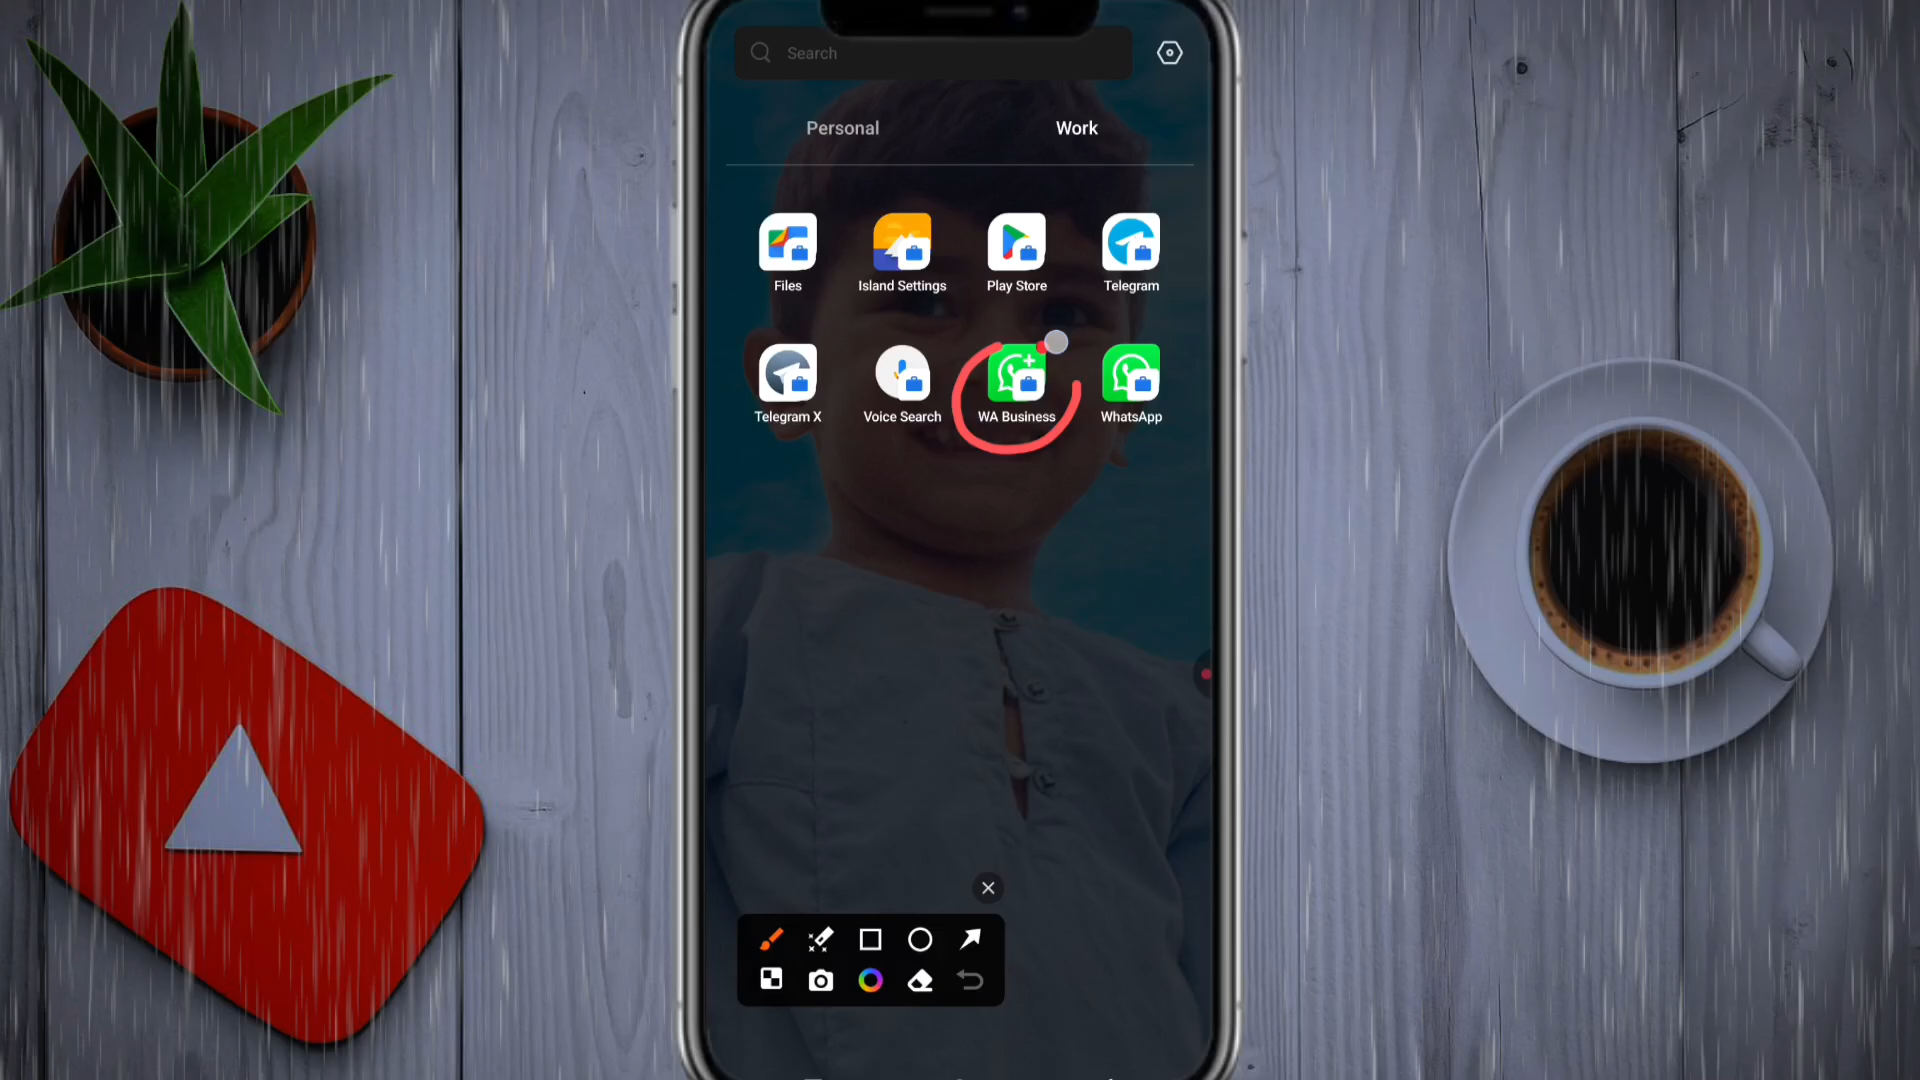 Search
Personal Work
Files Island Settings Play Store Telegram
Telegram X Voice Search WA Business WhatsApp